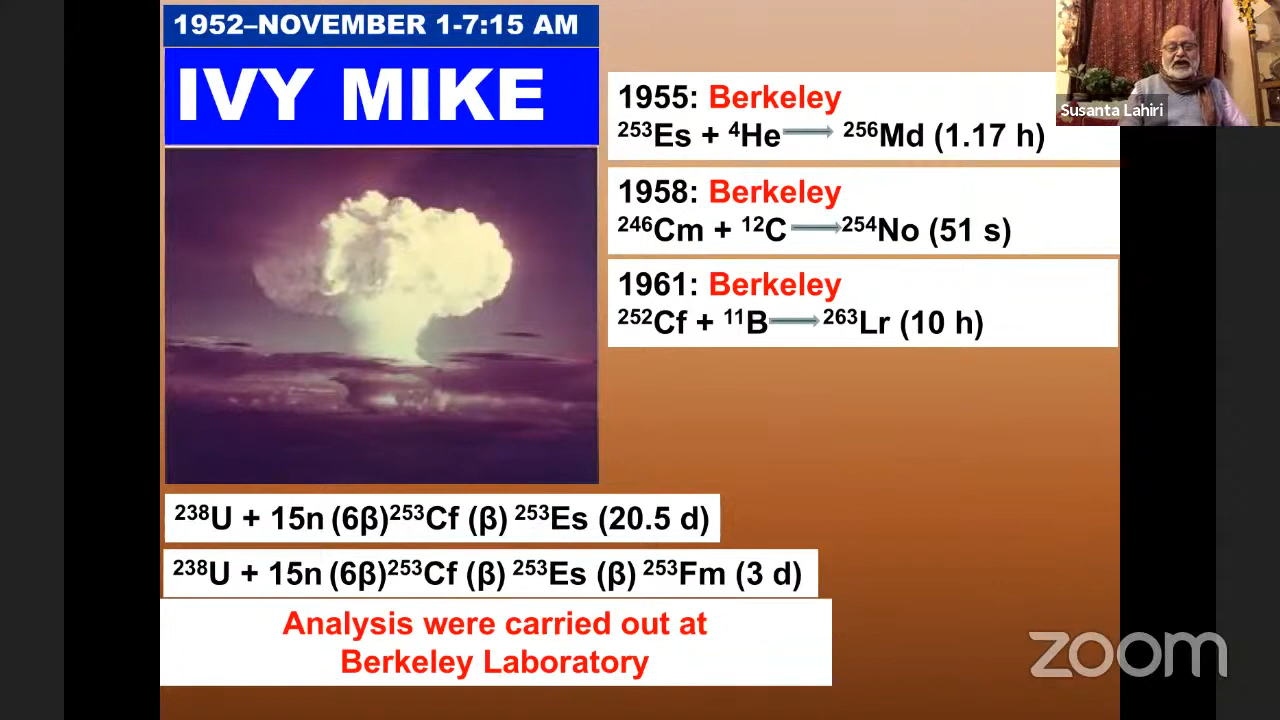 1952–NOVEMBER 1-7:15 AM
IVY MIKE
1955: Berkeley
²⁵³Es + ⁴He → ²⁵⁶Md (1.17 h)
1958: Berkeley
²⁴⁶Cm + ¹²C → ²⁵⁴No (51 s)
1961: Berkeley
²⁵²Cf + ¹¹B → ²⁶³Lr (10 h)
²³⁸U + 15n (6β) ²⁵³Cf (β) ²⁵³Es (20.5 d)
²³⁸U + 15n (6β) ²⁵³Cf (β) ²⁵³Es (β) ²⁵³Fm (3 d)
Analysis were carried out at
Berkeley Laboratory
Susanta Lahiri
zoom